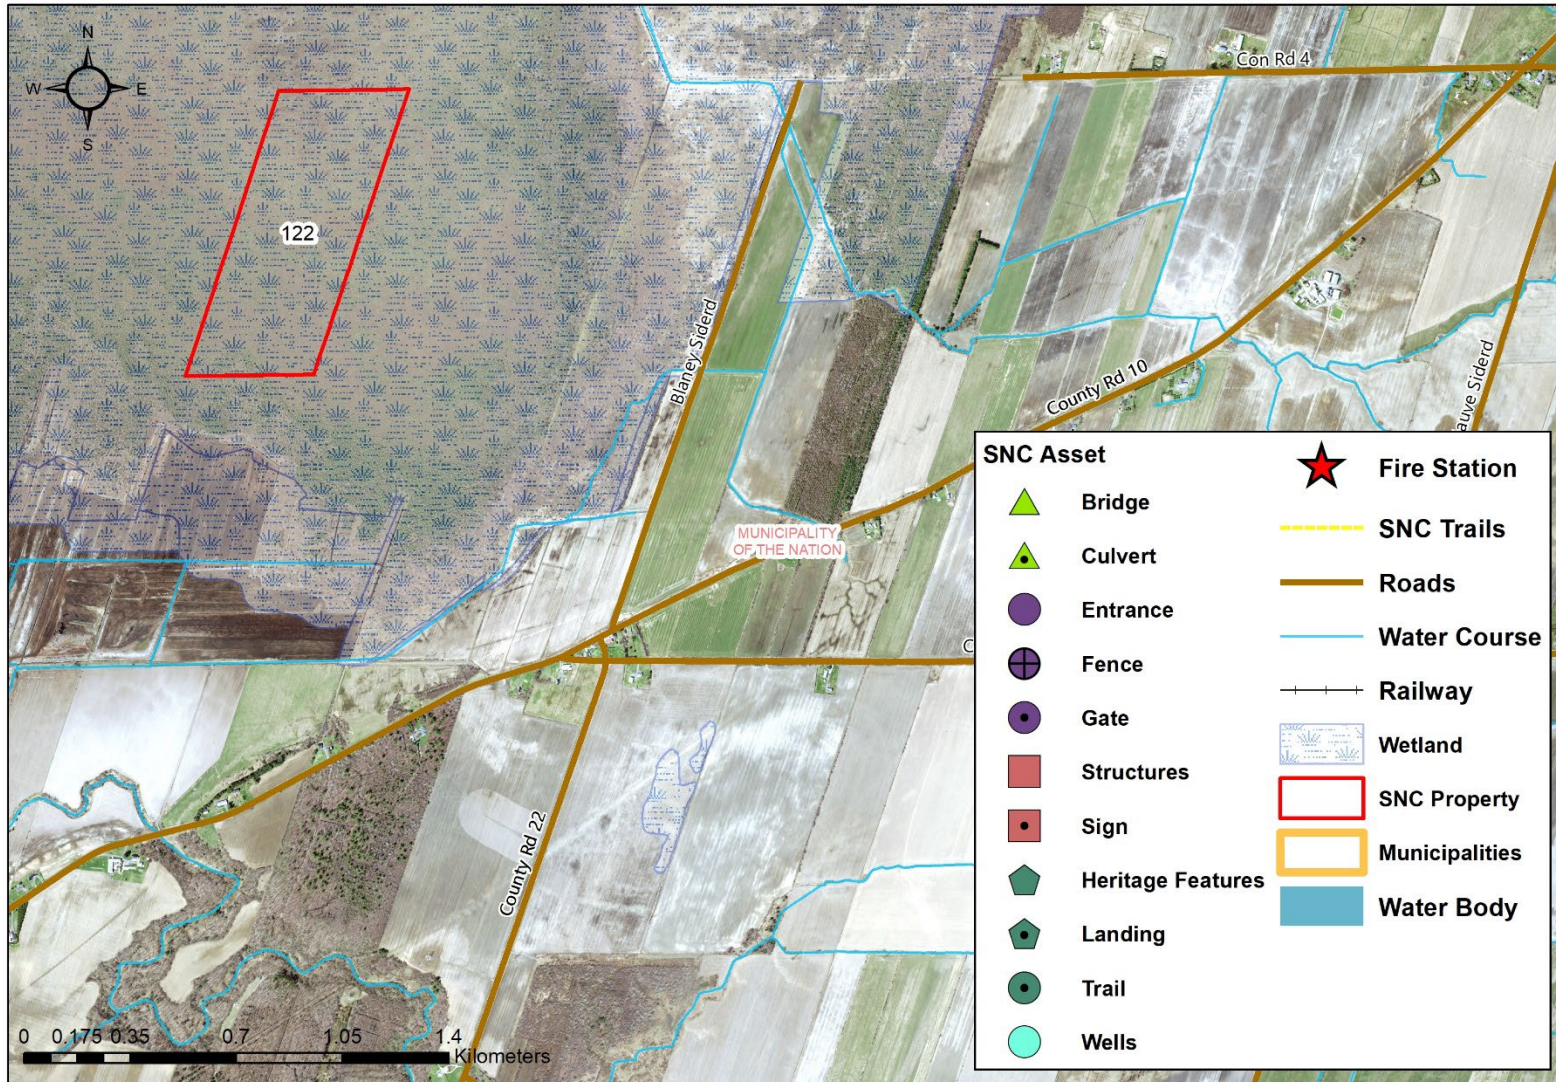 N
W
E
S
Con Rd 4
122
Blaney Siderd
County Rd 10
auve Siderd
MUNICIPALITY
OF THE NATION
C
County Rd 22
SNC Asset
Bridge
Culvert
Entrance
Fence
Gate
Structures
Sign
Heritage Features
Landing
Trail
Wells
Fire Station
SNC Trails
Roads
Water Course
Railway
Wetland
SNC Property
Municipalities
Water Body
0 0.175 0.35 0.7 1.05 1.4
Kilometers